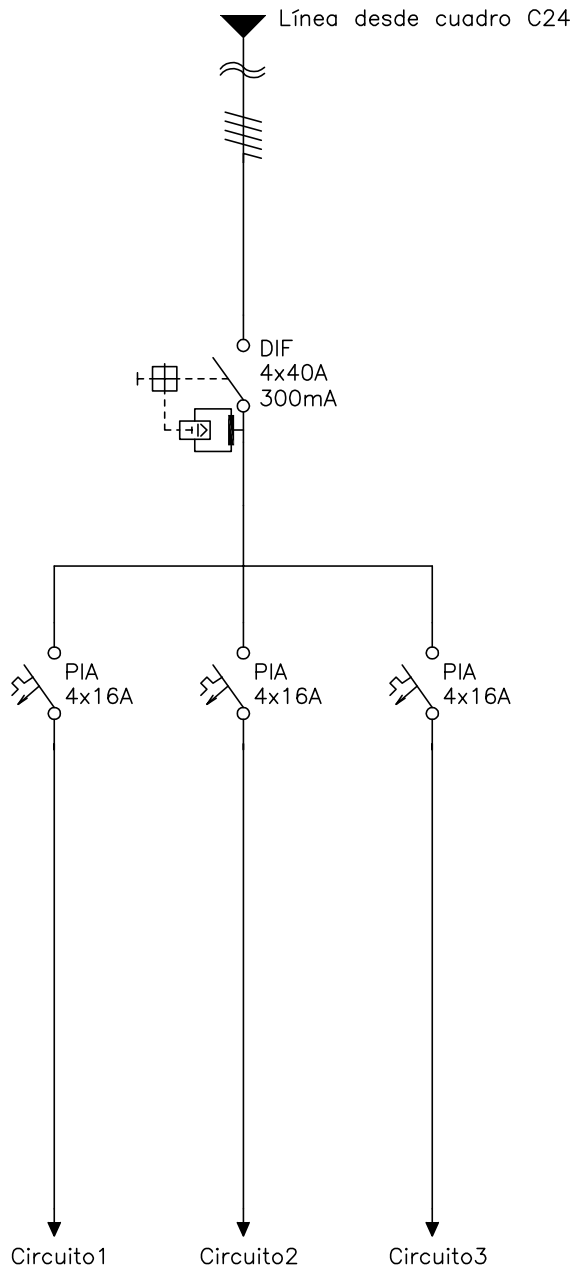 Línea desde cuadro C24
DIF
4x40A
300mA
PIA
4x16A
PIA
4x16A
PIA
4x16A
Circuito1
Circuito2
Circuito3